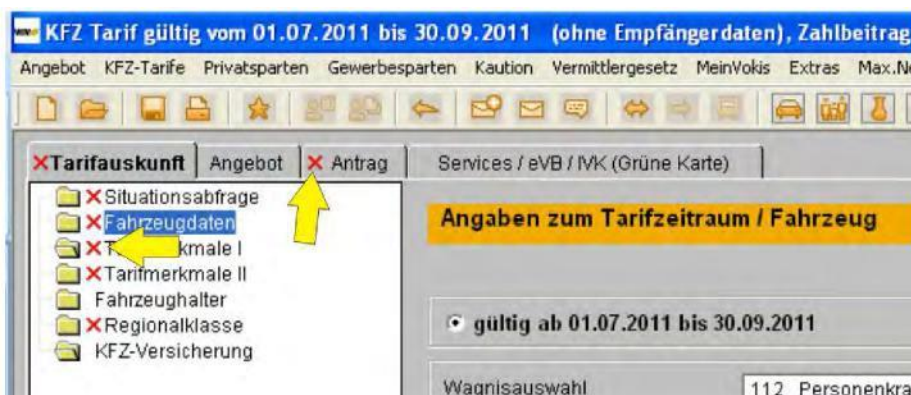 KFZ Tarif gültig vom 01.07.2011 bis 30.09.2011 (ohne Empfängerdaten), Zahlbeitrag
Angebot KFZ-Tarife Privatsparten Gewerbesparten Kaution Vermittlergesetz MeinVokis Extras
Tarifauskunft Angebot Antrag Services / eVB / IVK (Grüne Karte)
Situationsabfrage
Fahrzeugdaten
Angaben zum Tarifzeitraum / Fahrzeug
Tarifmerkmale II
Fahrzeughalter
Regionalklasse
gültig ab 01.07.2011 bis 30.09.2011
KFZ-Versicherung
Wagnisauswahl 112